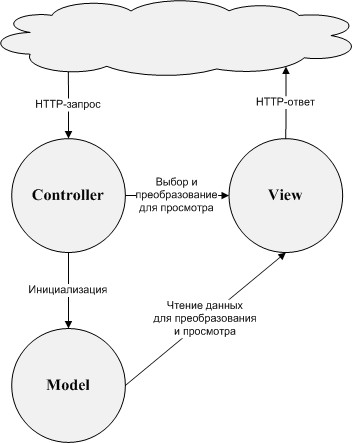 HTTP-запрос
HTTP-ответ
Controller
Выбор и
преобразование
для просмотра
View
Инициализация
Чтение данных
для преобразования
и просмотра
Model